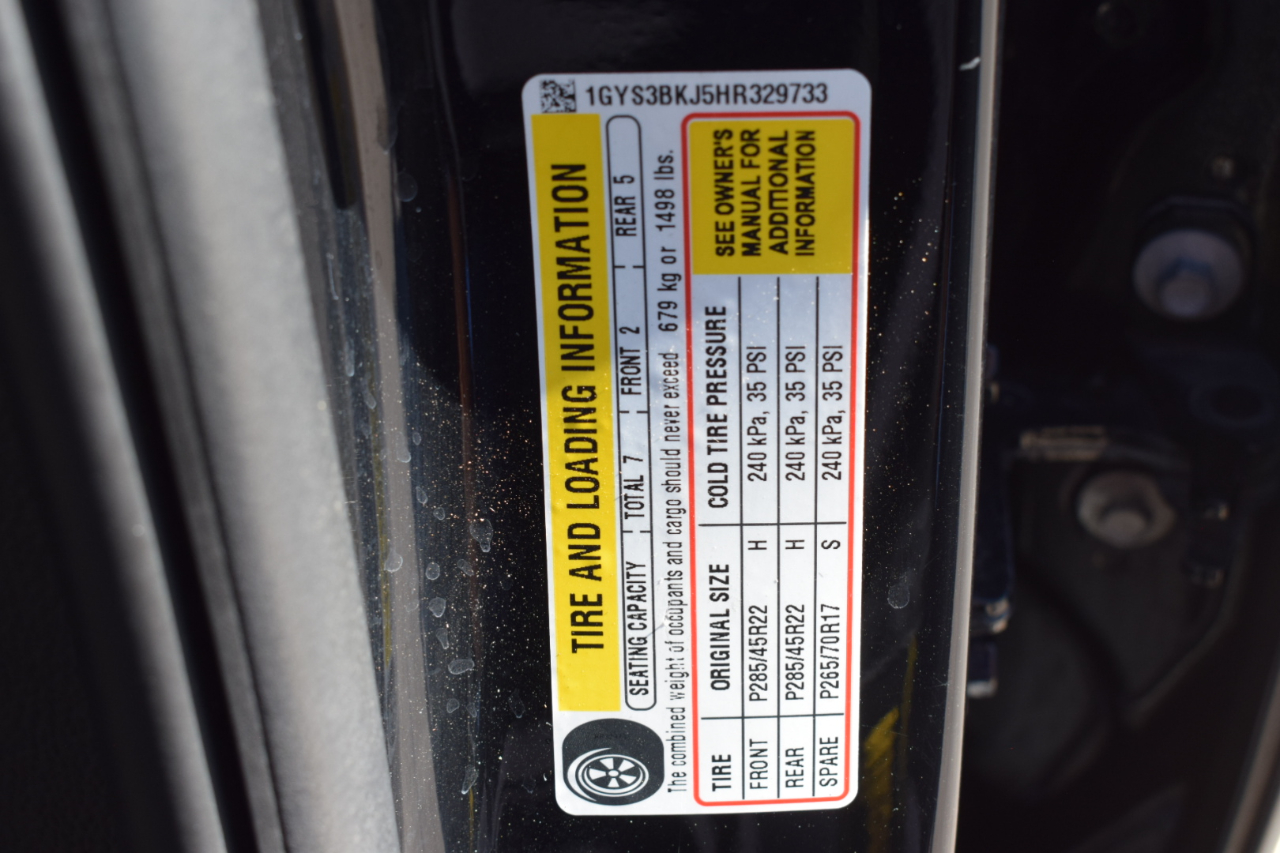 1GYS3BKJ5HR329733
TIRE AND LOADING INFORMATION
SEATING CAPACITY TOTAL 7 FRONT 2 REAR 5
The combined weight of occupants and cargo should never exceed 679 kg or 1498 lbs.
TIRE ORIGINAL SIZE COLD TIRE PRESSURE
FRONT P285/45R22 H 240 kPa, 35 PSI
REAR P285/45R22 H 240 kPa, 35 PSI
SPARE P265/70R17 S 240 kPa, 35 PSI
SEE OWNER'S
MANUAL FOR
ADDITIONAL
INFORMATION